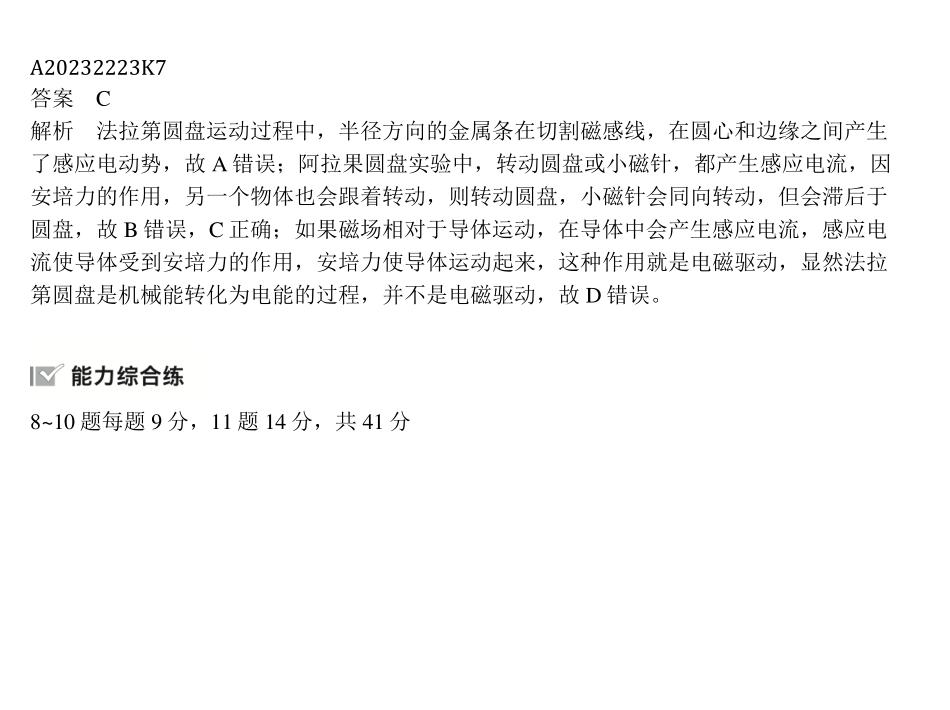 A20232223K7
答案　C
解析　法拉第圆盘运动过程中，半径方向的金属条在切割磁感线，在圆心和边缘之间产生
了感应电动势，故 A 错误；阿拉果圆盘实验中，转动圆盘或小磁针，都产生感应电流，因
安培力的作用，另一个物体也会跟着转动，则转动圆盘，小磁针会同向转动，但会滞后于
圆盘，故 B 错误，C 正确；如果磁场相对于导体运动，在导体中会产生感应电流，感应电
流使导体受到安培力的作用，安培力使导体运动起来，这种作用就是电磁驱动，显然法拉
第圆盘是机械能转化为电能的过程，并不是电磁驱动，故 D 错误。
能力综合练
8~10 题每题 9 分，11 题 14 分，共 41 分